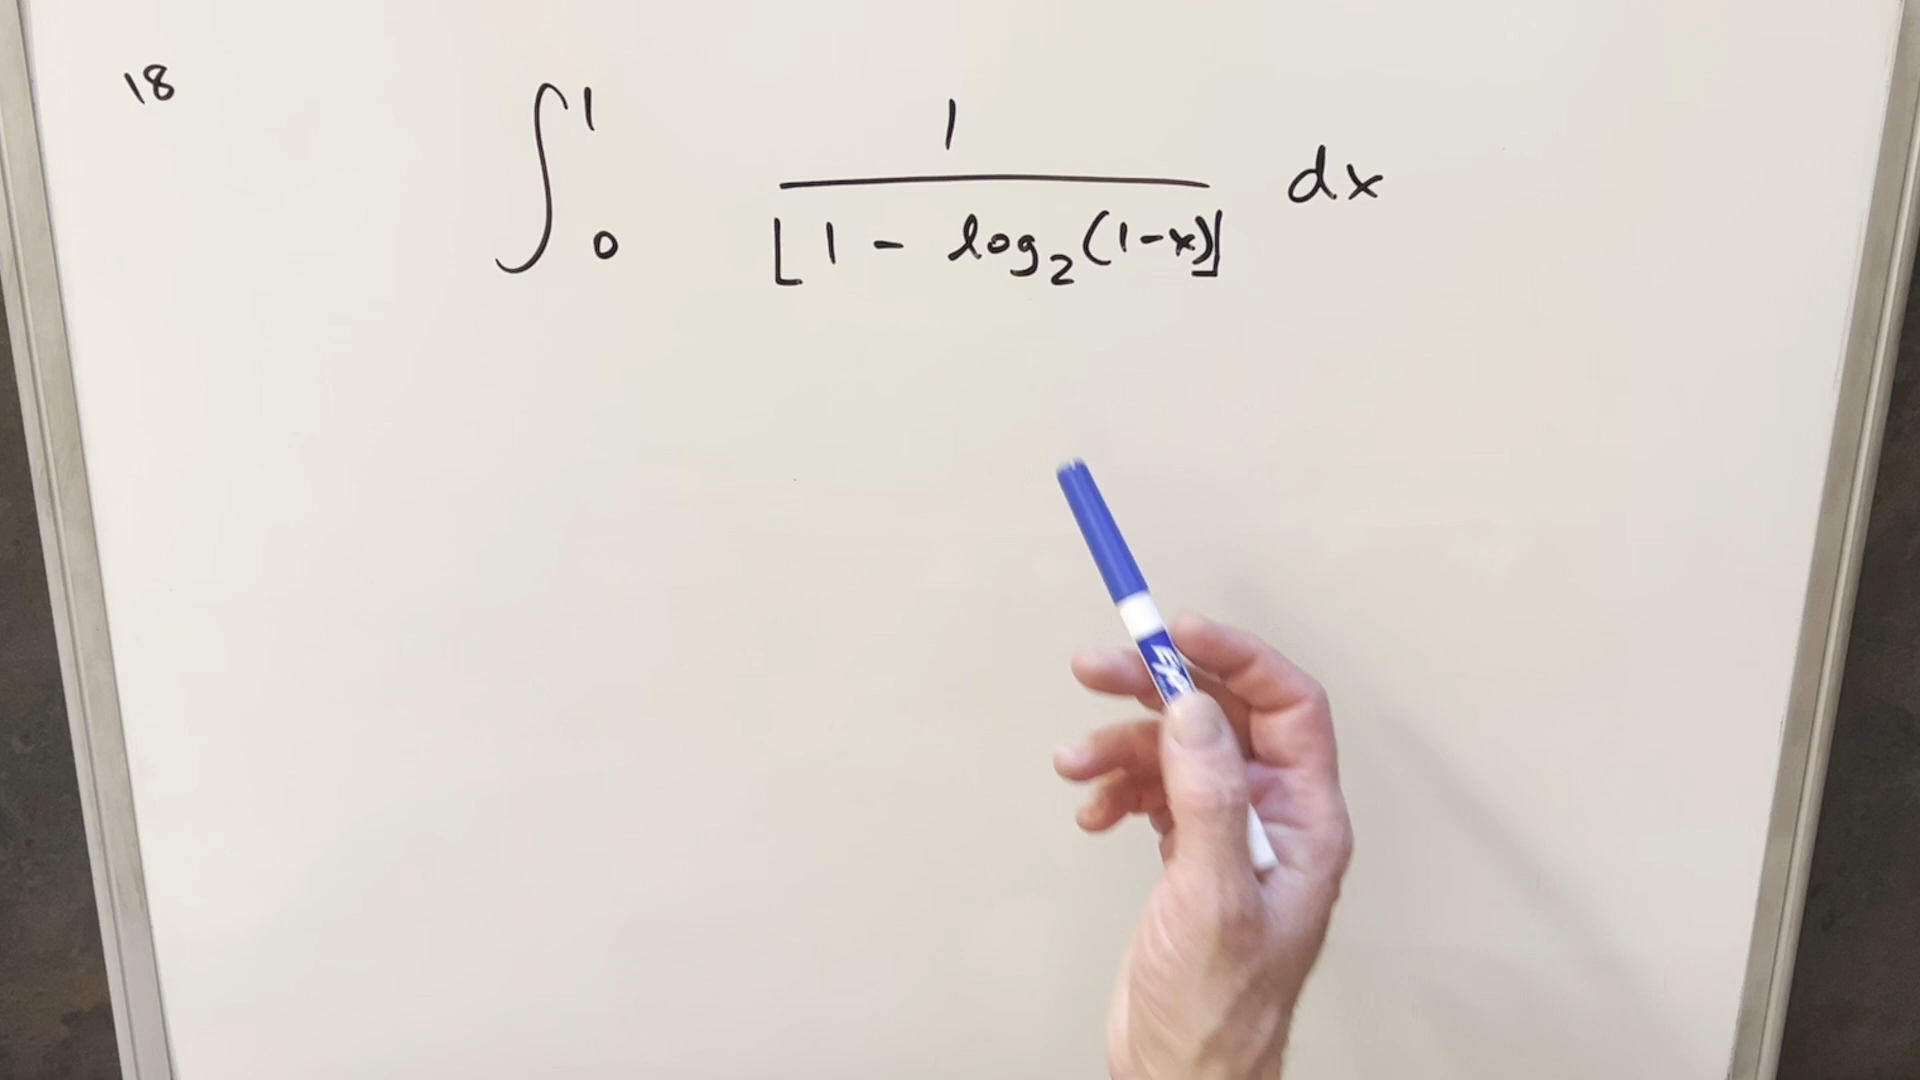 18
∫₀¹ 1 / ⌊1 - log₂(1-x)⌋ dx